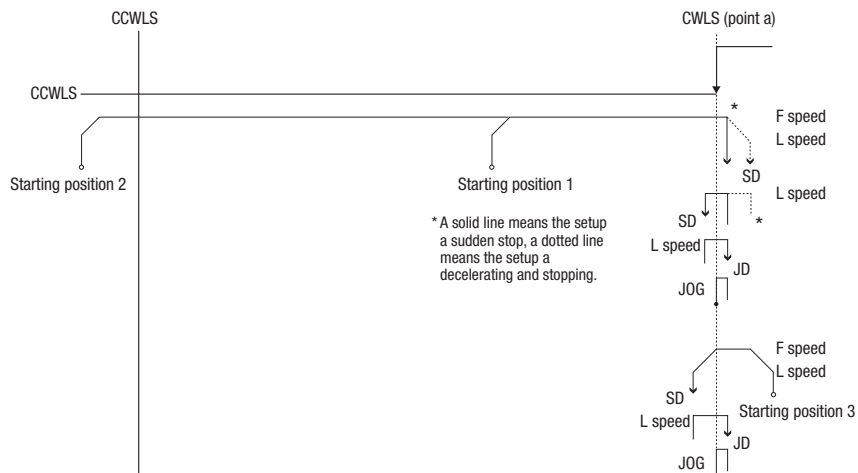 CCWLS
CWLS (point a)
CCWLS
*
F speed
L speed
SD
Starting position 2
Starting position 1
L speed
* A solid line means the setup
a sudden stop, a dotted line
means the setup a
decelerating and stopping.
SD
*
L speed
JD
JOG
F speed
L speed
SD
Starting position 3
L speed
JD
JOG